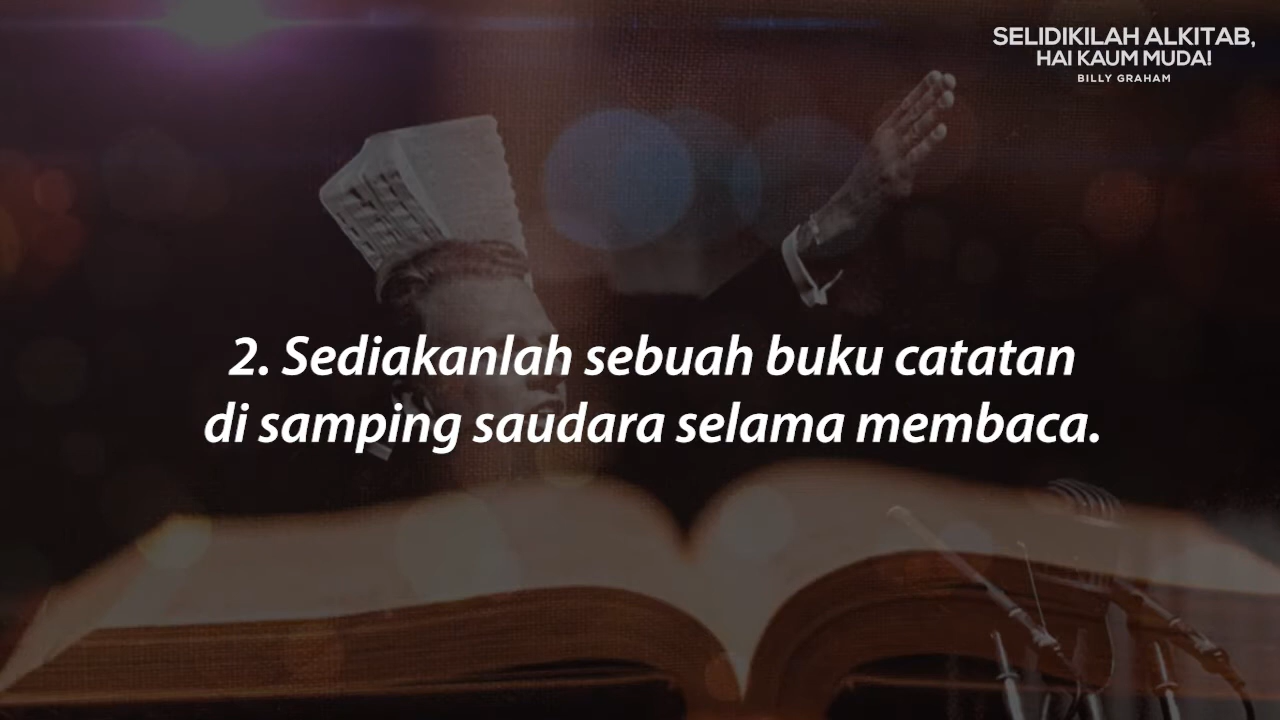 SELIDIKILAH ALKITAB,
HAI KAUM MUDA!
BILLY GRAHAM
2. Sediakanlah sebuah buku catatan
di samping saudara selama membaca.